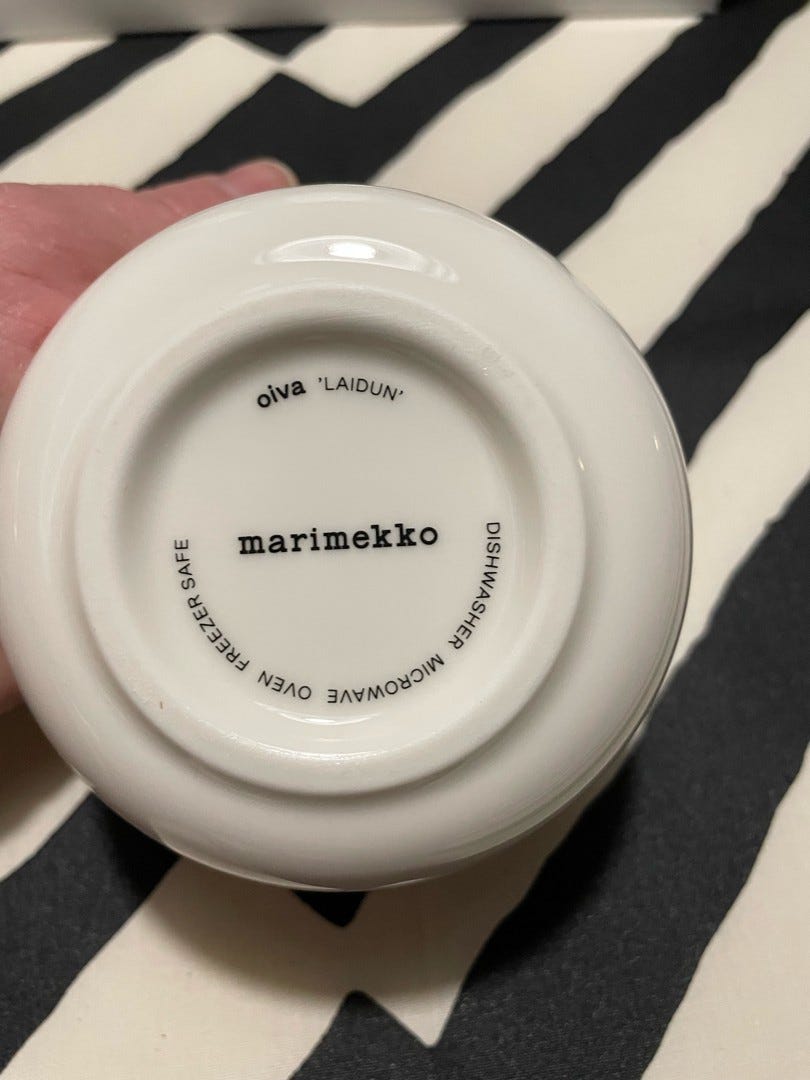 oiva 'LAIDUN'
marimekko
DISHWASHER MICROWAVE OVEN FREEZER SAFE